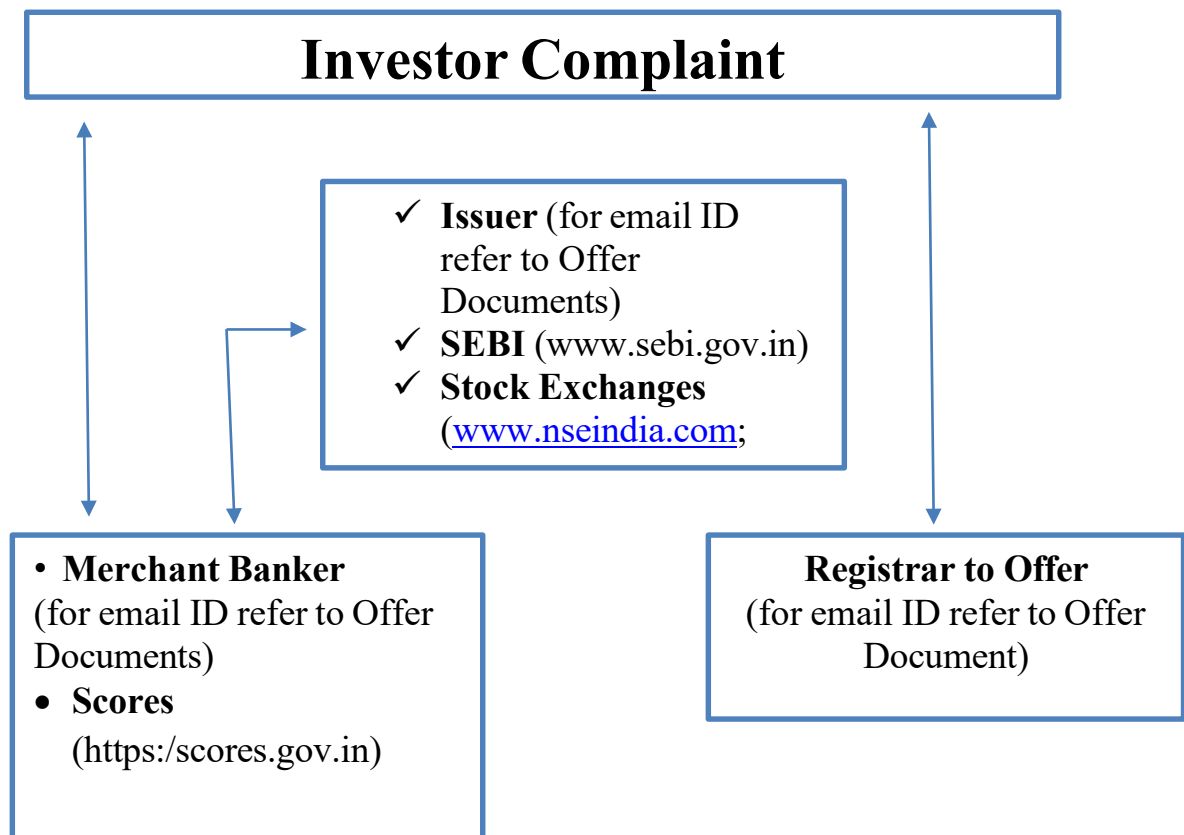 Investor Complaint
✓ Issuer (for email ID
refer to Offer
Documents)
✓ SEBI (www.sebi.gov.in)
✓ Stock Exchanges
(www.nseindia.com;
• Merchant Banker
(for email ID refer to Offer
Documents)
• Scores
(https:/scores.gov.in)
Registrar to Offer
(for email ID refer to Offer
Document)